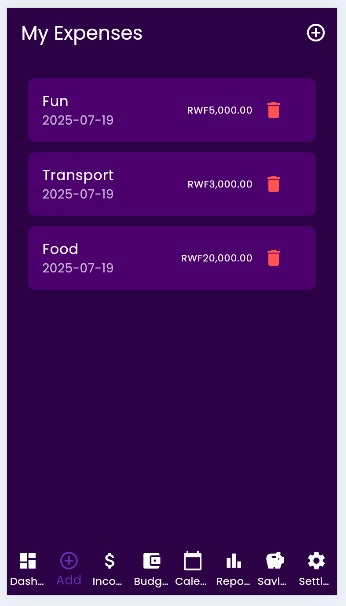 My Expenses
Fun
2025-07-19
RWF5,000.00
Transport
2025-07-19
RWF3,000.00
Food
2025-07-19
RWF20,000.00
Dash... Add Inco... Budg... Cale... Repo... Savi... Setti...